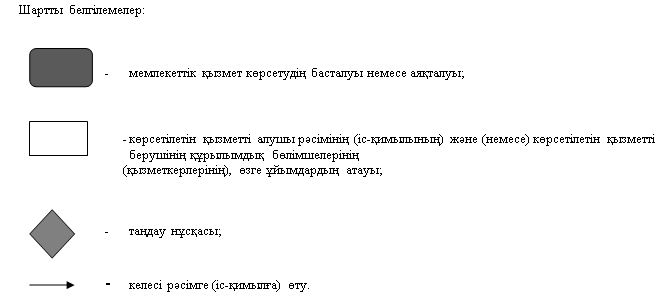 Шартты белгілемелер:
- мемлекеттік қызмет көрсетудің басталуы немесе аяқталуы;
- көрсетілетін қызметті алушы рәсімінің (іс-қимылының) және (немесе) көрсетілетін қызметті
берушінің құрылымдық бөлімшелерінің
(қызметкерлерінің), өзге ұйымдардың атауы;
- таңдау нұсқасы;
- келесі рәсімге (іс-қимылға) өту.